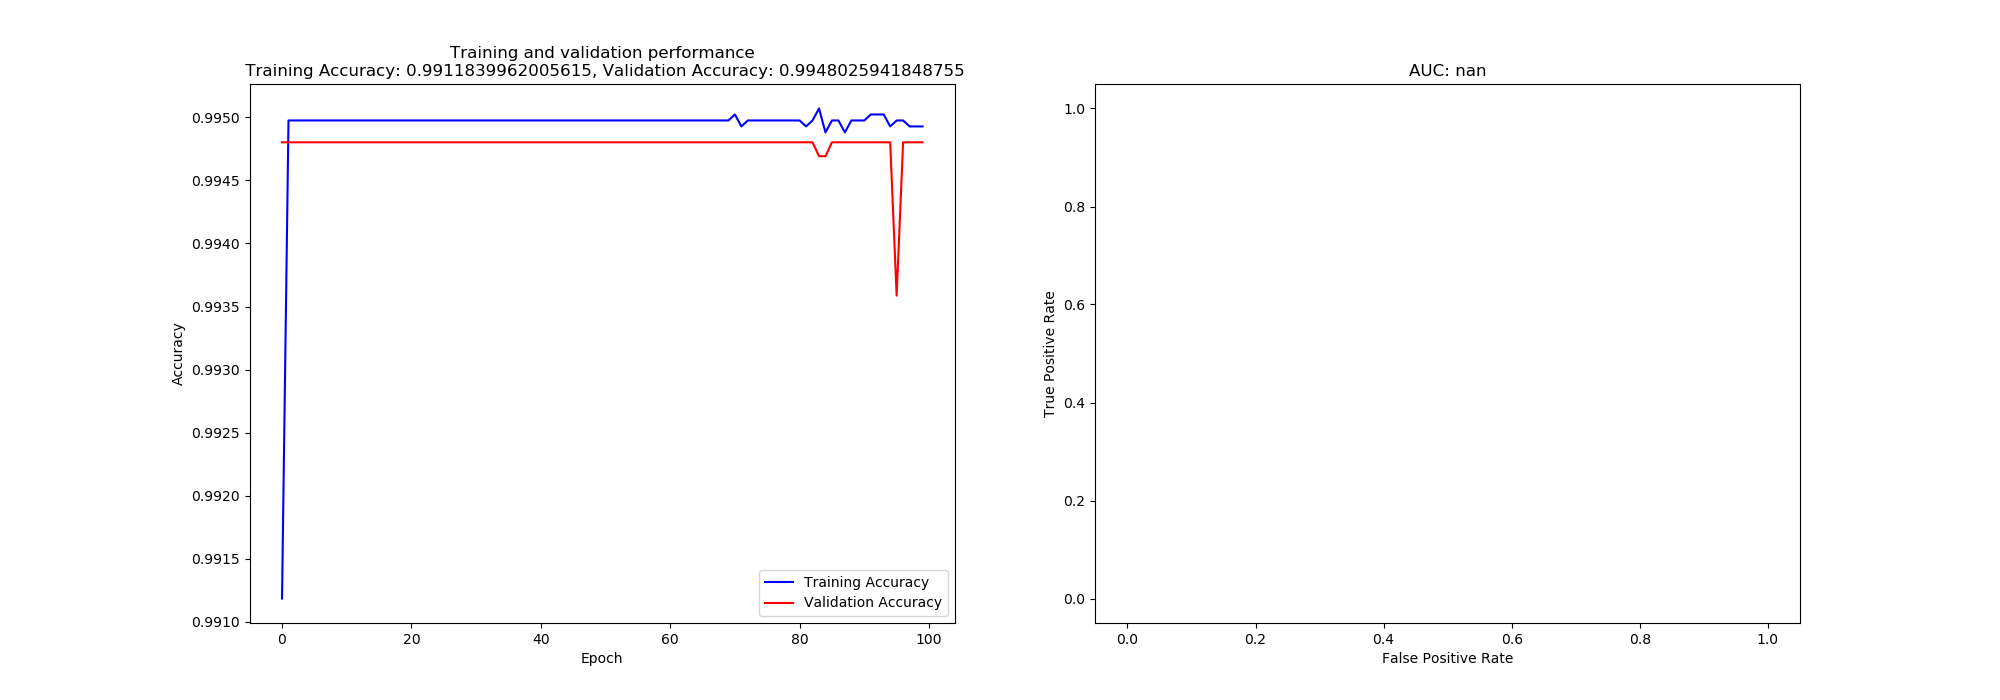 Training and validation performance
Training Accuracy: 0.9911839962005615, Validation Accuracy: 0.9948025941848755
0.9950
0.9945
0.9940
0.9935
0.9930
0.9925
0.9920
0.9915
0.9910
Accuracy
0 20 40 60 80 100
Epoch
Training Accuracy
Validation Accuracy
AUC: nan
1.0
0.8
0.6
0.4
0.2
0.0
True Positive Rate
0.0 0.2 0.4 0.6 0.8 1.0
False Positive Rate